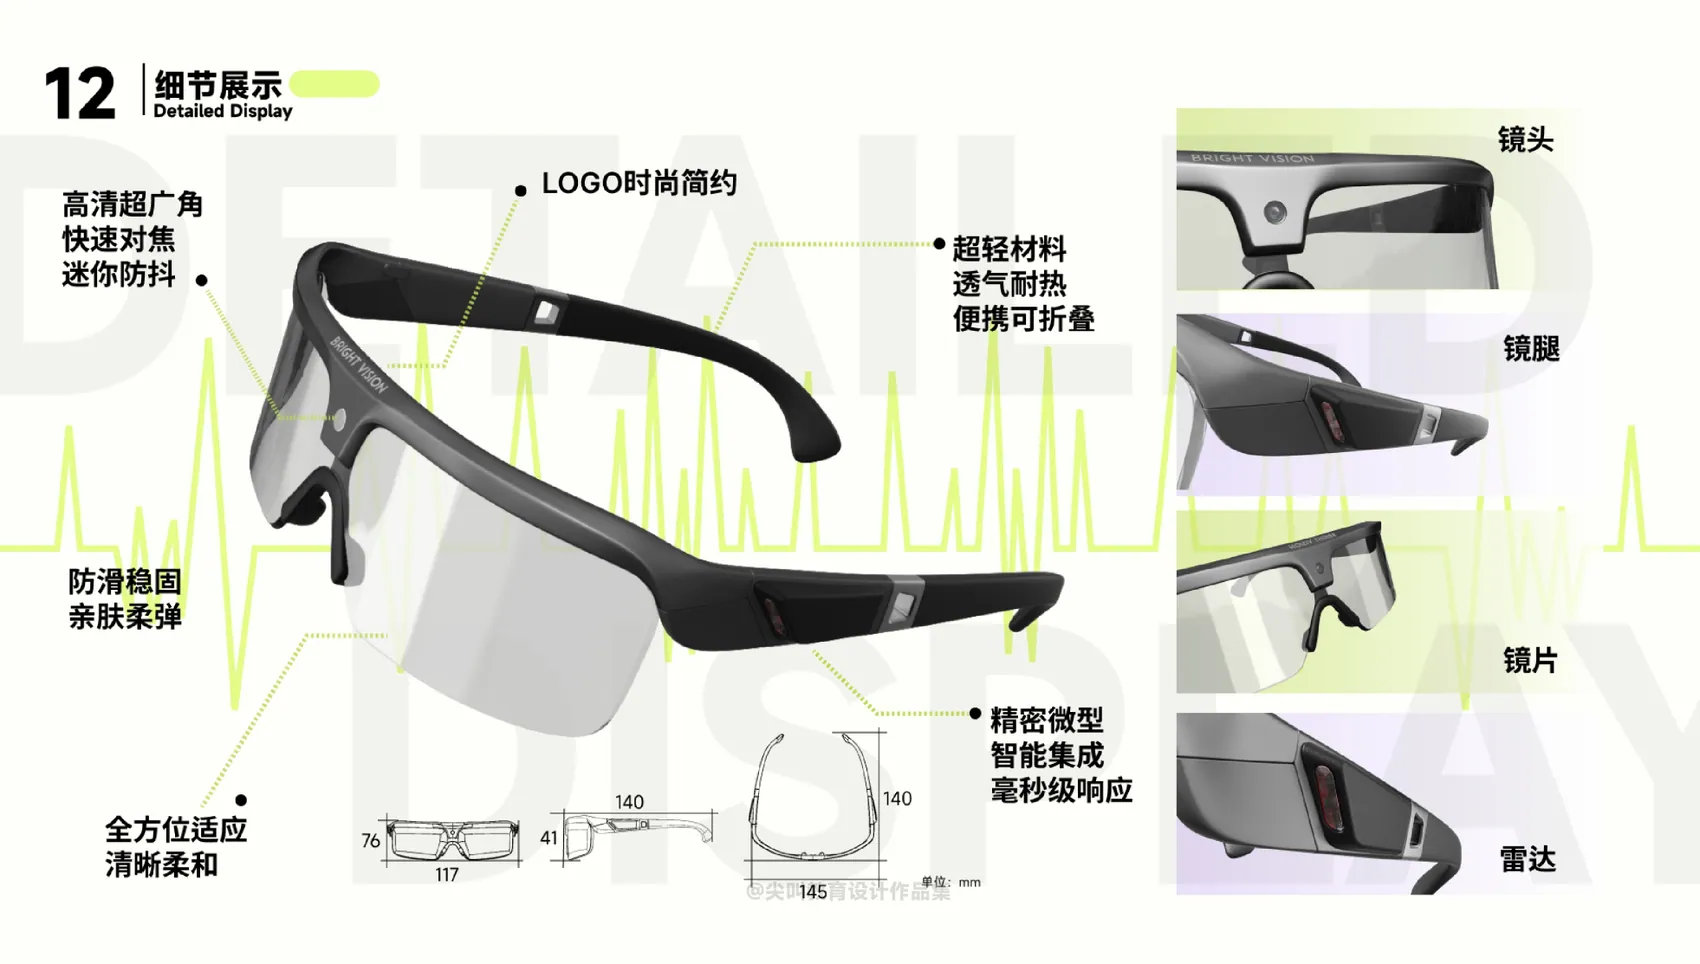 12
细节展示
Detailed Display
DETAILED
DISPLAY
高清超广角
快速对焦
迷你防抖
LOGO时尚简约
超轻材料
透气耐热
便携可折叠
BRIGHT VISION
防滑稳固
亲肤柔弹
全方位适应
清晰柔和
精密微型
智能集成
毫秒级响应
76
117
140
41
140
145
单位：mm
BRIGHT VISION
镜头
镜腿
镜片
雷达